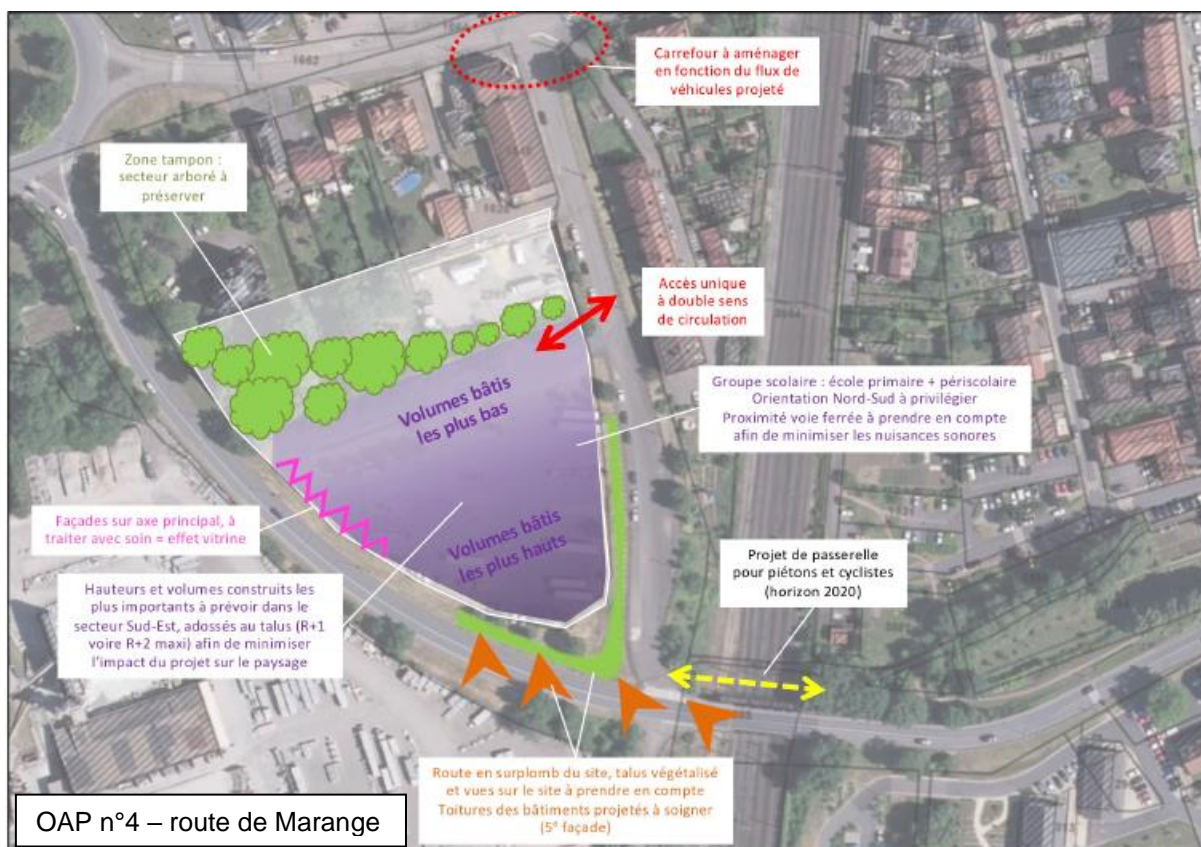 Carrefour à aménager
en fonction du flux de
véhicules projeté
Zone tampon :
secteur arboré à
préserver
Accès unique
à double sens
de circulation
Volumes bâtis
les plus bas
Groupe scolaire : école primaire + périscolaire
Orientation Nord-Sud à privilégier
Proximité voie ferrée à prendre en compte
afin de minimiser les nuisances sonores
Façades sur axe principal, à
traiter avec soin = effet vitrine
Volumes bâtis
les plus hauts
Hauteurs et volumes construits les
plus importants à prévoir dans le
secteur Sud-Est, adossés au talus (R+1
voire R+2 maxi) afin de minimiser
l'impact du projet sur le paysage
Projet de passerelle
pour piétons et cyclistes
(horizon 2020)
Route en surplomb du site, talus végétalisé
et vues sur le site à prendre en compte
Toitures des bâtiments projetés à soigner
(5° façade)
OAP n°4 – route de Marange
1662